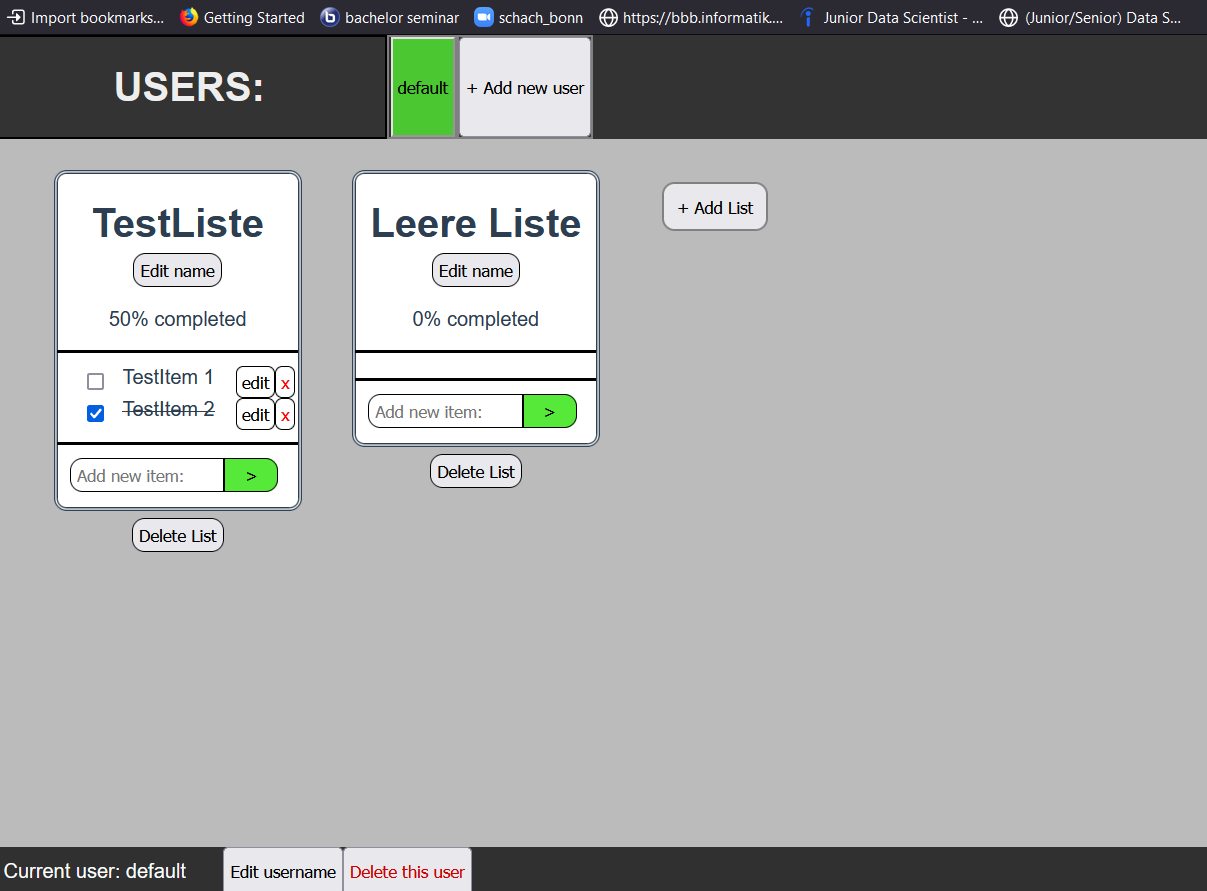 Import bookmarks... Getting Started bachelor seminar schach_bonn https://bbb.informatik.... Junior Data Scientist - ... (Junior/Senior) Data S...
USERS: default + Add new user
TestListe
Edit name
50% completed
TestItem 1 edit x
TestItem 2 edit x
Add new item: >
Delete List
Leere Liste
Edit name
0% completed
Add new item: >
Delete List
+ Add List
Current user: default Edit username Delete this user